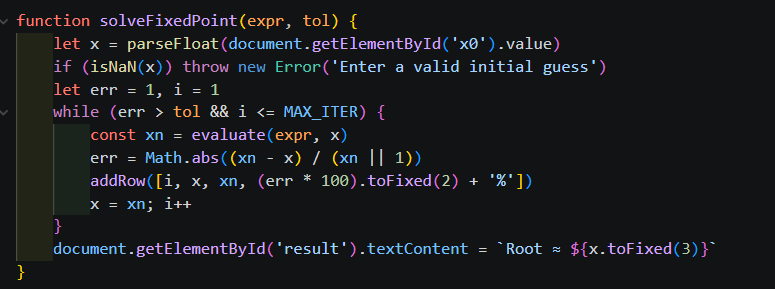 function solveFixedPoint(expr, tol) {
let x = parseFloat(document.getElementById('x0').value)
if (isNaN(x)) throw new Error('Enter a valid initial guess')
let err = 1, i = 1
while (err > tol && i <= MAX_ITER) {
const xn = evaluate(expr, x)
err = Math.abs((xn - x) / (xn || 1))
addRow([i, x, xn, (err * 100).toFixed(2) + '%'])
x = xn; i++
}
document.getElementById('result').textContent = `Root ≈ ${x.toFixed(3)}`
}